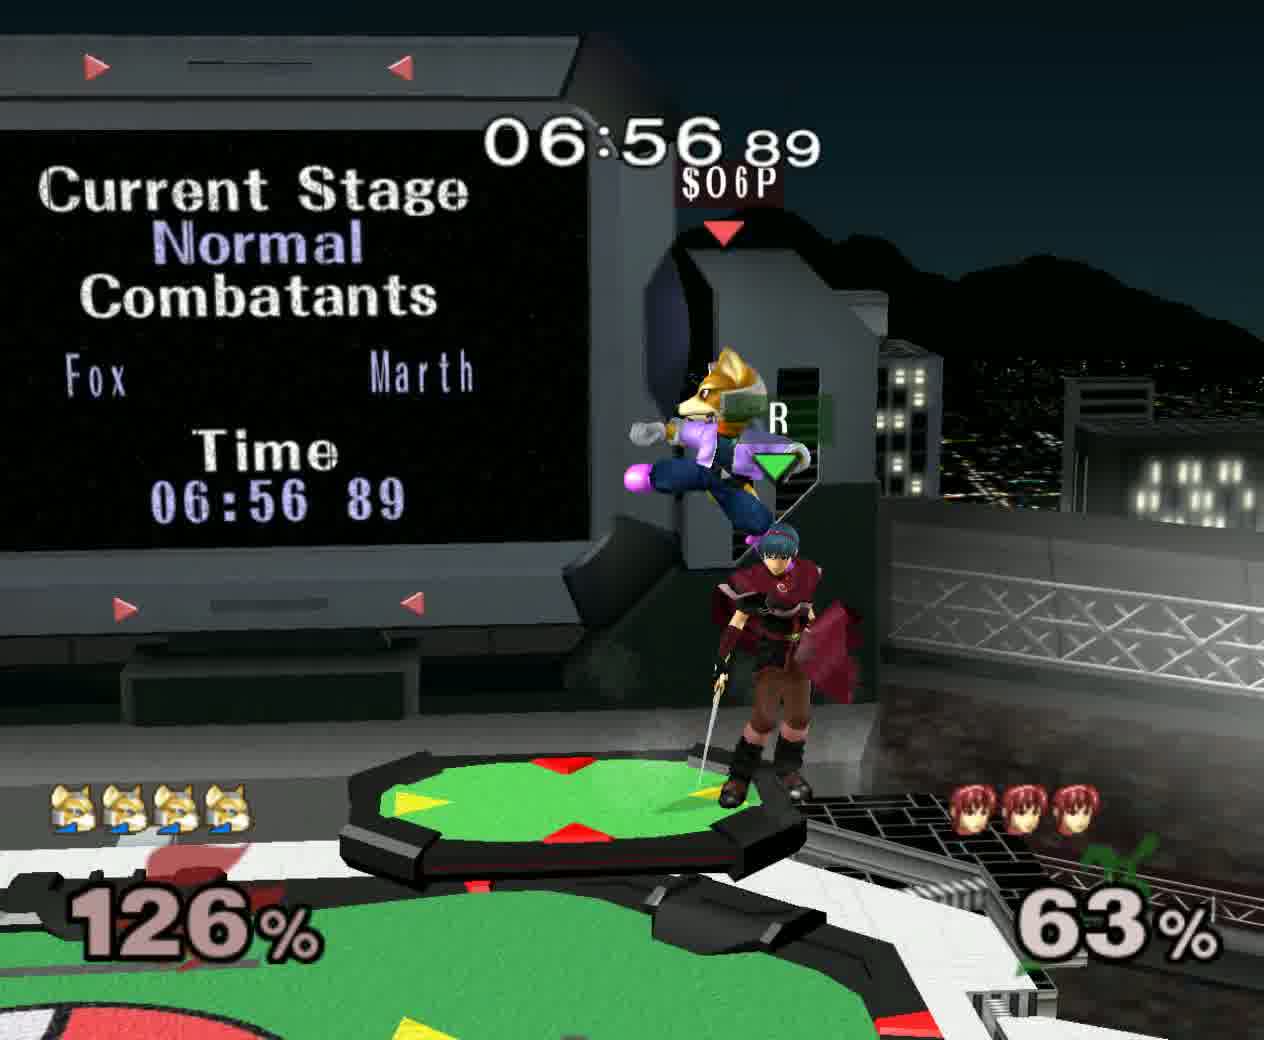 06:56 89
$06P
Current Stage
Normal
Combatants
Fox Marth
Time
06:56 89
R
126%
63%